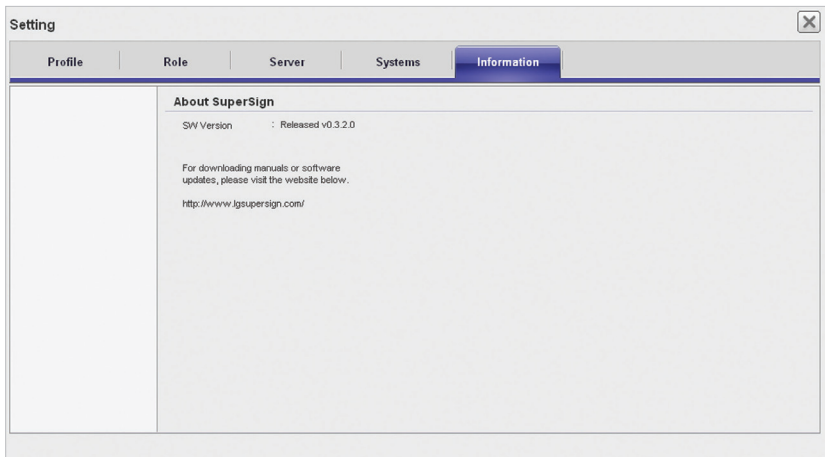 Setting
Profile Role Server Systems Information
About SuperSign
SW Version : Released v0.3.2.0
For downloading manuals or software
updates, please visit the website below.
http://www.lgsupersign.com/